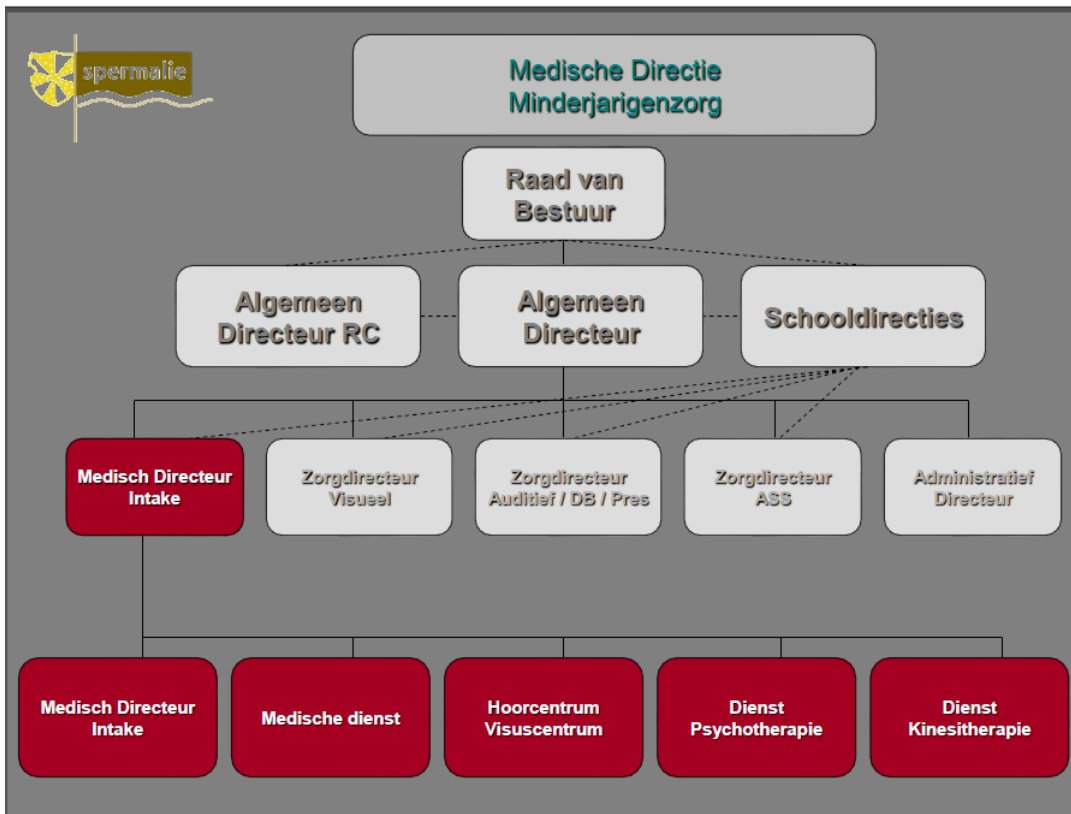 spermalie
Medische Directie
Minderjarigenzorg
Raad van
Bestuur
Algemeen
Directeur RC
Algemeen
Directeur
Schooldirecties
Medisch Directeur
Intake
Zorgdirecteur
Visueel
Zorgdirecteur
Auditief / DB / Pres
Zorgdirecteur
ASS
Administratief
Directeur
Medisch Directeur
Intake
Medische dienst
Hoorcentrum
Visuscentrum
Dienst
Psychotherapie
Dienst
Kinesitherapie